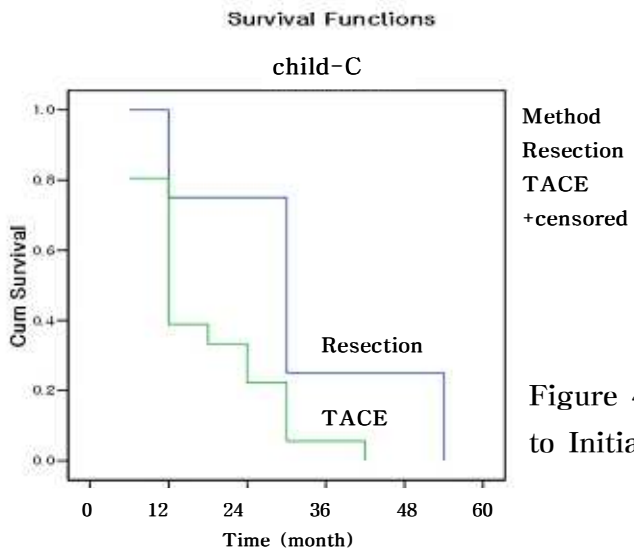 Survival Functions
child-C
1.0
0.8
0.6
0.4
0.2
0.0
Cum Survival
Resection
TACE
0 12 24 36 48 60
Time (month)
Method
Resection
TACE
+censored
Figure
to